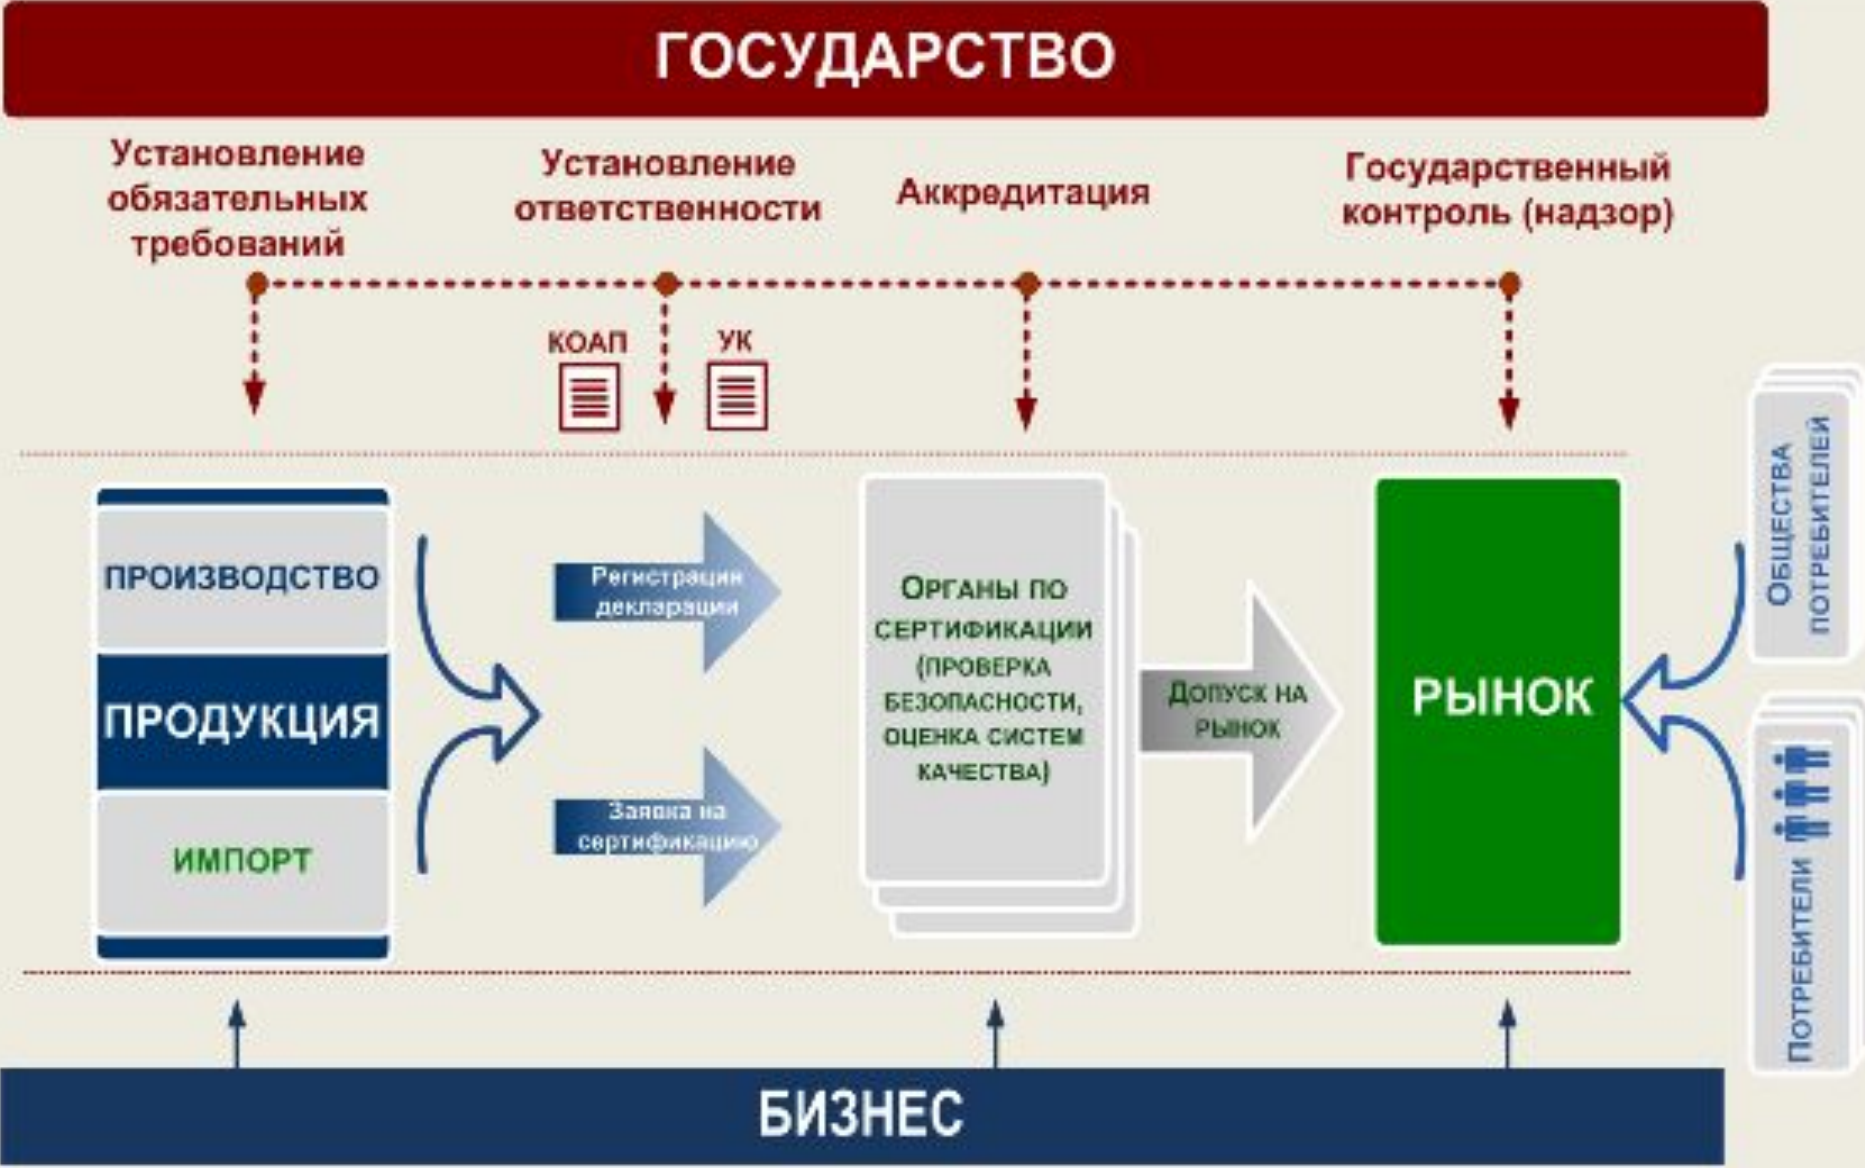 ГОСУДАРСТВО
Установление
обязательных
требований
Установление
ответственности
Аккредитация
Государственный
контроль (надзор)
КОАП
УК
ПРОИЗВОДСТВО
ПРОДУКЦИЯ
ИМПОРТ
Регистрация
декларации
Заявка на
сертификацию
ОРГАНЫ ПО
СЕРТИФИКАЦИИ
(ПРОВЕРКА
БЕЗОПАСНОСТИ,
ОЦЕНКА СИСТЕМ
КАЧЕСТВА)
ДОПУСК НА
РЫНОК
РЫНОК
ОБЩЕСТВА
ПОТРЕБИТЕЛЕЙ
ПОТРЕБИТЕЛИ
БИЗНЕС